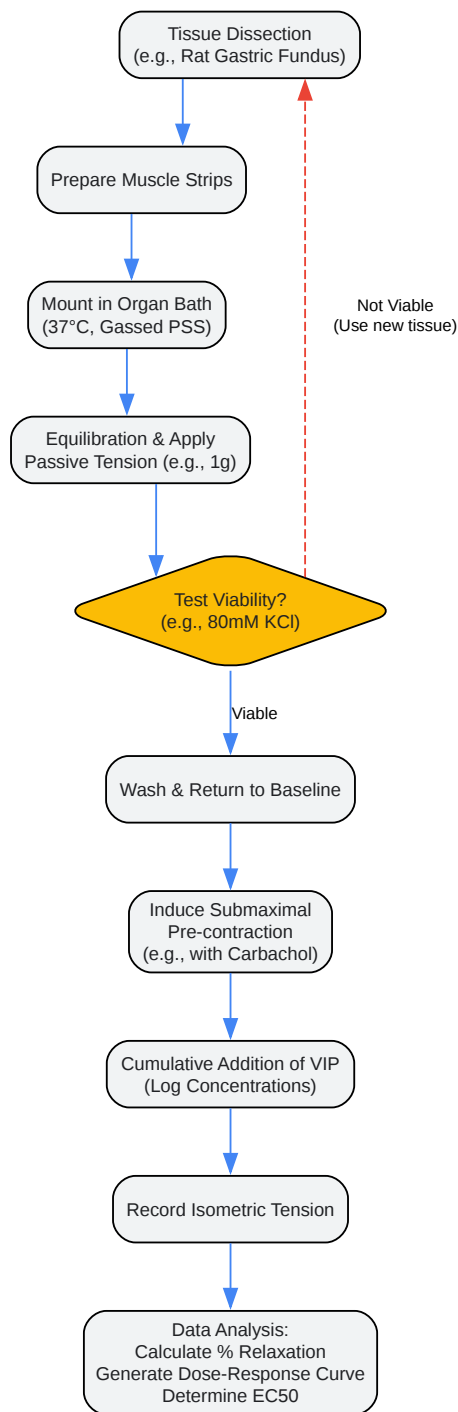 Tissue Dissection
(e.g., Rat Gastric Fundus)
Prepare Muscle Strips
Mount in Organ Bath
(37°C, Gassed PSS)
Not Viable
(Use new tissue)
Equilibration & Apply
Passive Tension (e.g., 1g)
Test Viability?
(e.g., 80mM KCl)
Viable
Wash & Return to Baseline
Induce Submaximal
Pre-contraction
(e.g., with Carbachol)
Cumulative Addition of VIP
(Log Concentrations)
Record Isometric Tension
Data Analysis:
Calculate % Relaxation
Generate Dose-Response Curve
Determine EC50